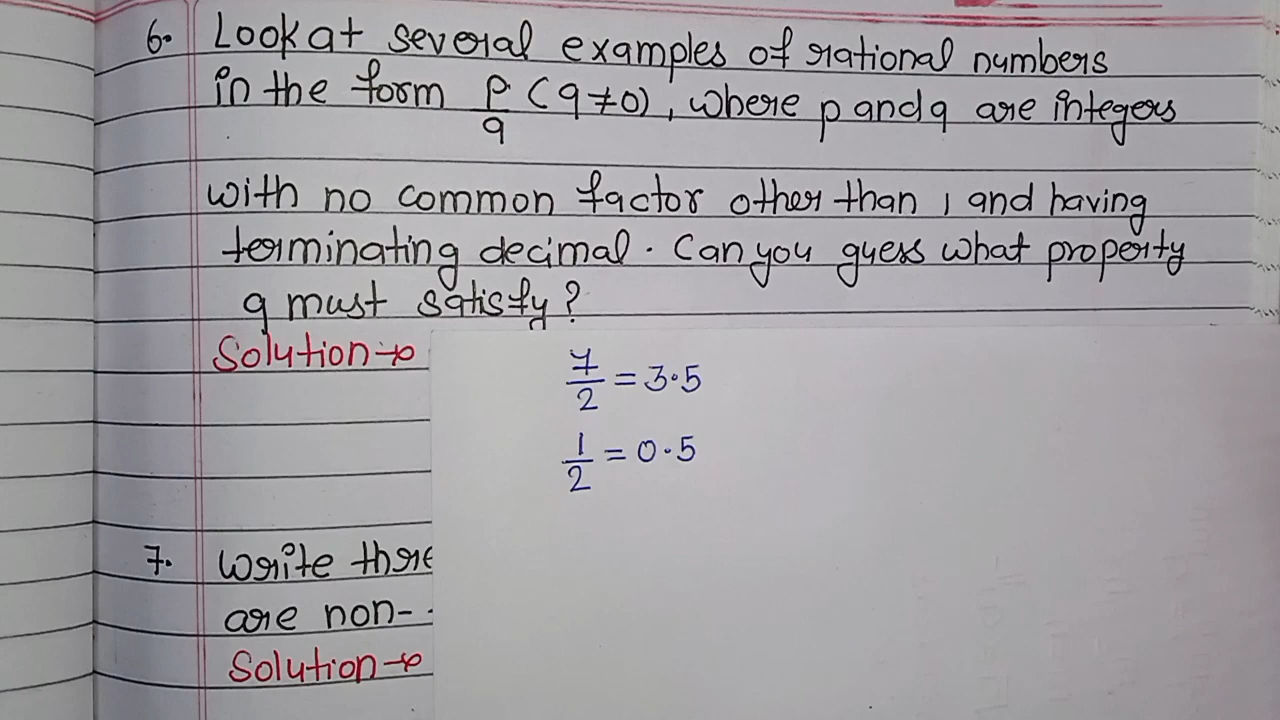 6. Look at several examples of rational numbers
in the form p/q (q≠0), where p and q are integers
with no common factor other than 1 and having
terminating decimal. Can you guess what property
q must satisfy?
Solution→
7/2 = 3.5
1/2 = 0.5
7. Write three
are non-
Solution→